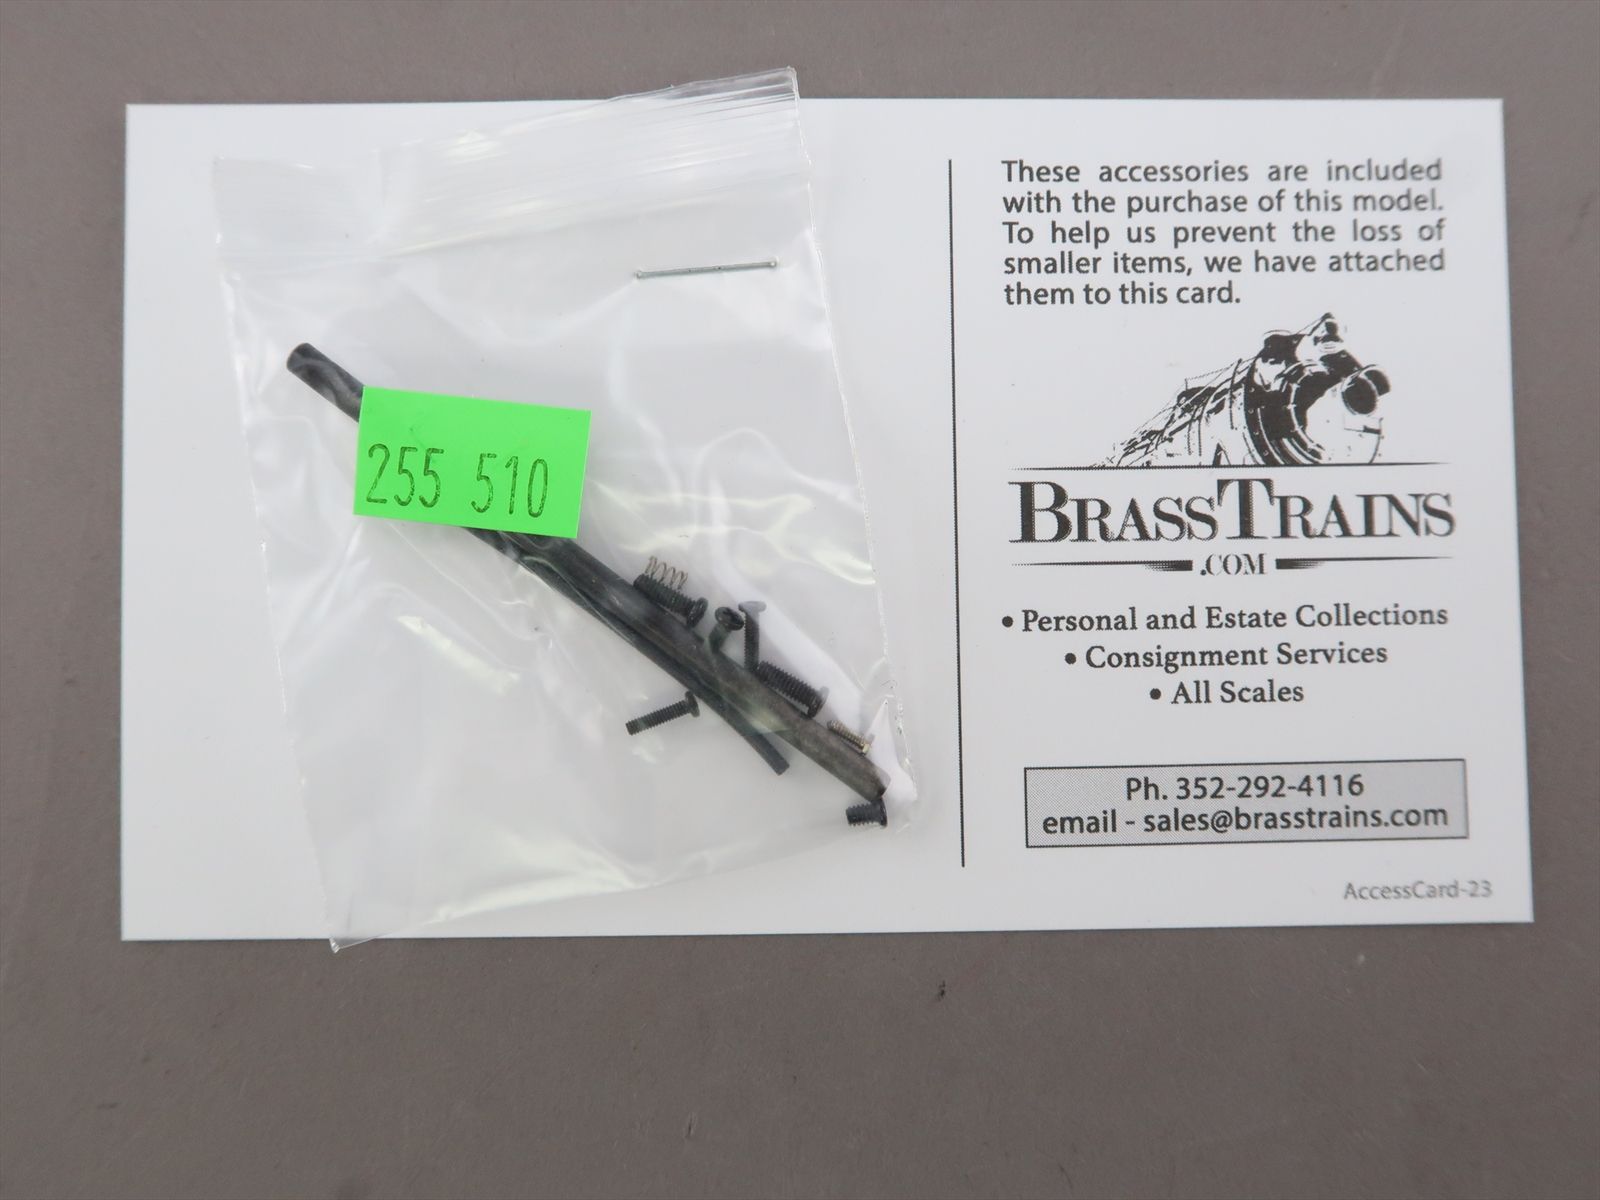 255 510
These accessories are included
with the purchase of this model.
To help us prevent the loss of
smaller items, we have attached
them to this card.
BRASSTRAINS
.COM
• Personal and Estate Collections
• Consignment Services
• All Scales
Ph. 352-292-4116
email - sales@brasstrains.com
AccessCard-23